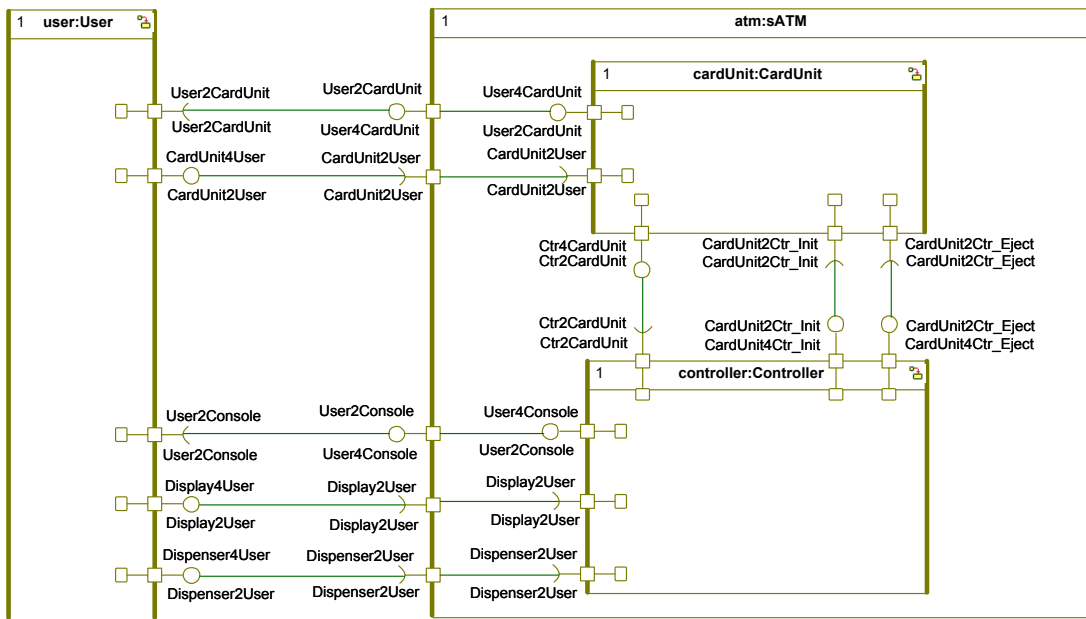 1 user:User
1 atm:sATM
1 cardUnit:CardUnit
User2CardUnit
User2CardUnit
User4CardUnit
User2CardUnit
User4CardUnit
User2CardUnit
CardUnit4User
CardUnit2User
CardUnit2User
CardUnit2User
CardUnit2User
CardUnit2User
Ctr4CardUnit
Ctr2CardUnit
CardUnit2Ctr_Init
CardUnit2Ctr_Init
CardUnit2Ctr_Eject
CardUnit2Ctr_Eject
Ctr2CardUnit
Ctr2CardUnit
CardUnit2Ctr_Init
CardUnit4Ctr_Init
CardUnit2Ctr_Eject
CardUnit4Ctr_Eject
1 controller:Controller
User2Console
User2Console
User4Console
User2Console
User4Console
User2Console
Display4User
Display2User
Display2User
Display2User
Display2User
Display2User
Dispenser4User
Dispenser2User
Dispenser2User
Dispenser2User
Dispenser2User
Dispenser2User